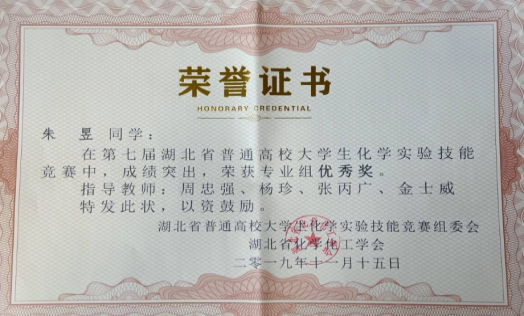 荣誉证书
HONORARY CREDENTIAL
朱 昱 同学：
在第七届湖北省普通高校大学生化学实验技能
竞赛中，成绩突出，荣获专业组优秀奖。
指导教师：周忠强、杨珍、张丙广、金士威
特发此状，以资鼓励。
湖北省普通高校大学生化学实验技能竞赛组委会
湖北省化学化工学会
二零一九年十一月十五日